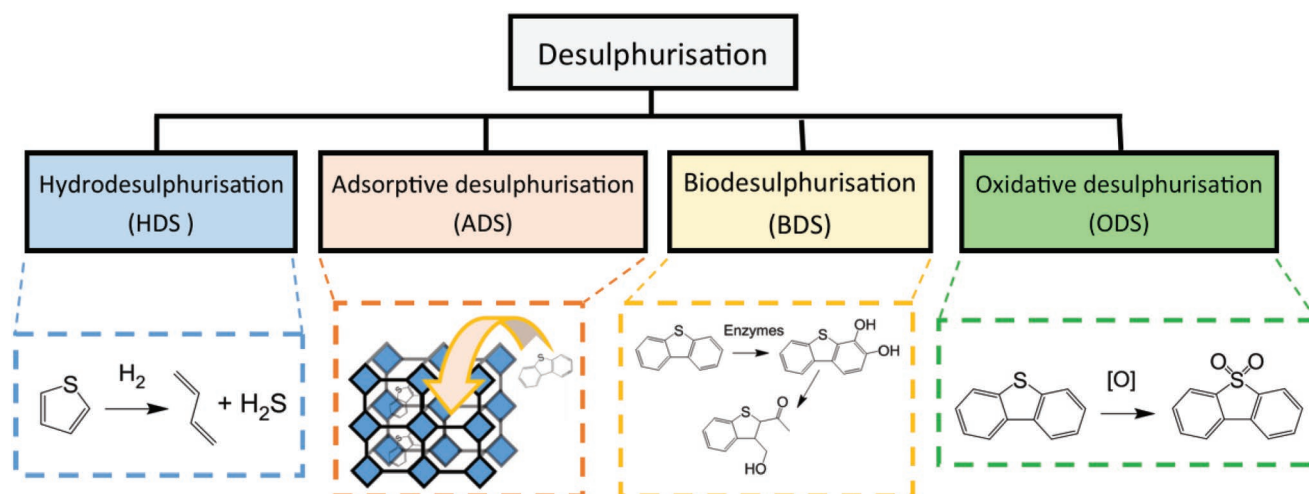 Desulphurisation
Hydrodesulphurisation
(HDS )
Adsorptive desulphurisation
(ADS)
Biodesulphurisation
(BDS)
Oxidative desulphurisation
(ODS)
S
H₂
+ H₂S
S
S
S
S
Enzymes
S
OH
OH
S
O
HO
S
[O]
O O
S